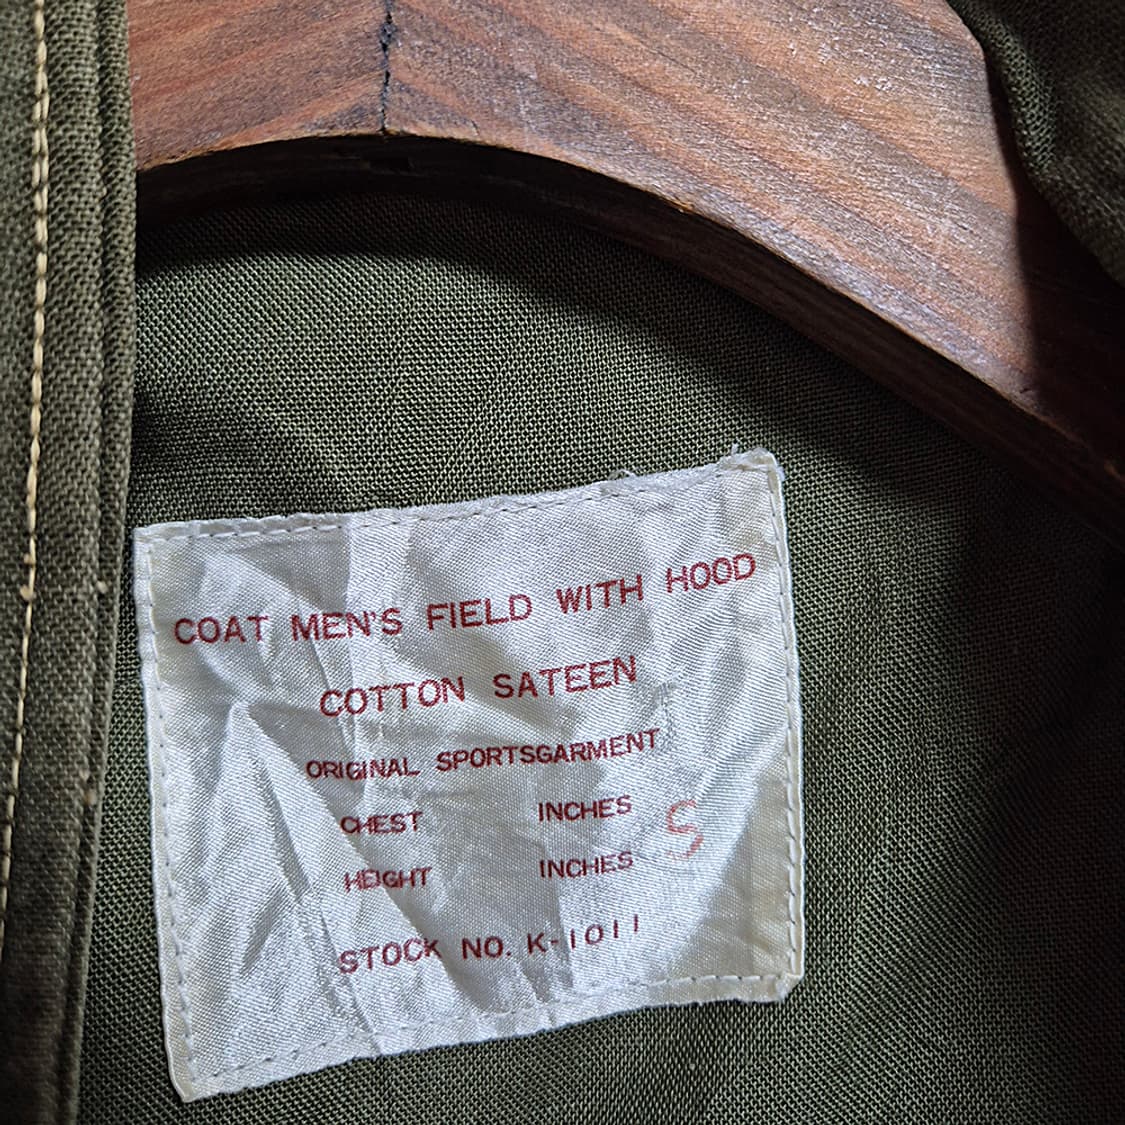 COAT MEN'S FIELD WITH HOOD
COTTON SATEEN
ORIGINAL SPORTSGARMENT
CHEST INCHES
S
HEIGHT INCHES
STOCK NO. K-1011